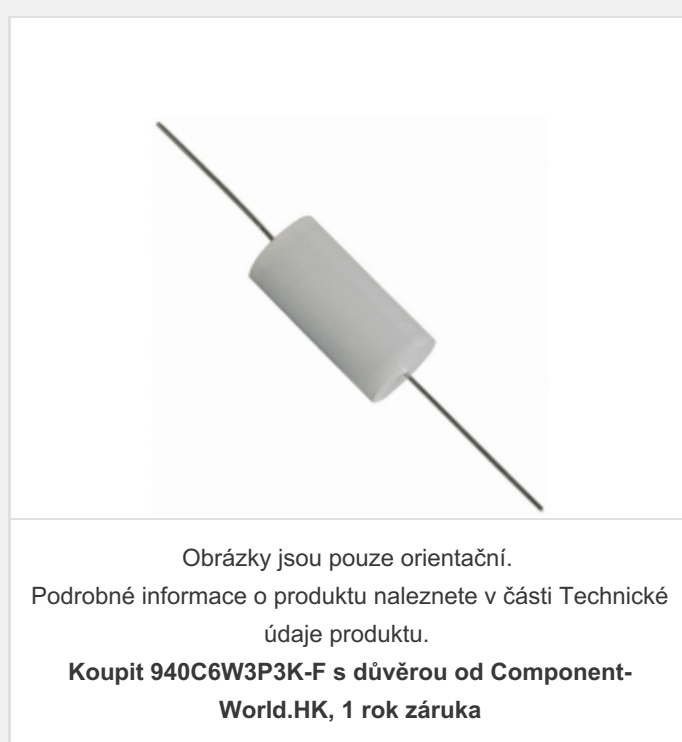 Obrázky jsou pouze orientační.
Podrobné informace o produktu naleznete v části Technické
údaje produktu.
Koupit 940C6W3P3K-F s důvěrou od Component-
World.HK, 1 rok záruka